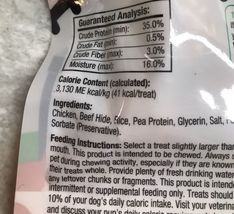 Guaranteed Analysis:
Crude Protein (min): 35.0%
Crude Fat (min): 0.5%
Crude Fiber (max): 3.0%
Moisture (max): 16.0%
Calorie Content (calculated):
3,130 ME kcal/kg (41 kcal/treat)
Ingredients:
Chicken, Beef Hide, Rice, Pea Protein, Glycerin, Salt,
Sorbate (Preservative).
Feeding Instructions: Select a treat slightly larger than
mouth. This product is intended to be chewed. Always
pet during chewing activity, especially if they are known
their treats whole. Provide plenty of fresh drinking water
any leftover chunks or fragments. This product is intended
intermittent or supplemental feeding only. Treats should
10% of your dog's daily caloric intake. Visit your veterinarian
and discuss your pup's daily caloric